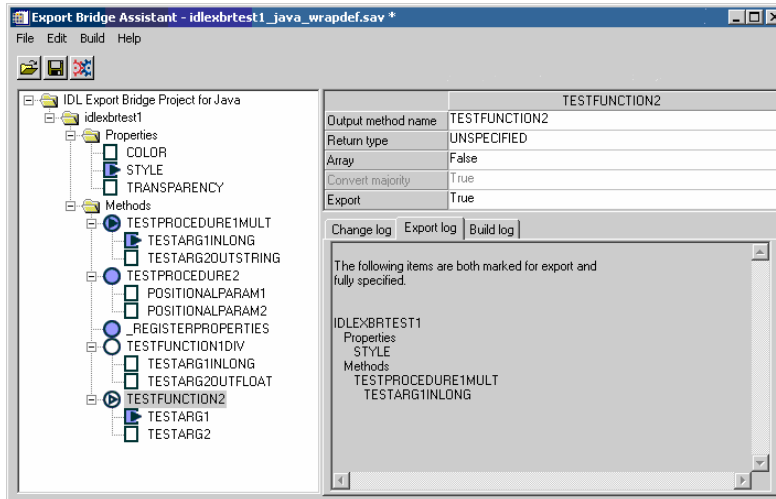 Export Bridge Assistant - idlexbrtest1_java_wrapdef.sav *
File Edit Build Help
IDL Export Bridge Project for Java
idlexbrtest1
Properties
COLOR
STYLE
TRANSPARENCY
Methods
TESTPROCEDURE1MULT
TESTARG1INLONG
TESTARG2OUTSTRING
TESTPROCEDURE2
POSITIONALPARAM1
POSITIONALPARAM2
_REGISTERPROPERTIES
TESTFUNCTION1DIV
TESTARG1INLONG
TESTARG2OUTFLOAT
TESTFUNCTION2
TESTARG1
TESTARG2
TESTFUNCTION2
Output method name TESTFUNCTION2
Return type UNSPECIFIED
Array False
Convert majority True
Export True
Change log Export log Build log
The following items are both marked for export and
fully specified.
IDLEXBRTEST1
Properties
STYLE
Methods
TESTPROCEDURE1MULT
TESTARG1INLONG